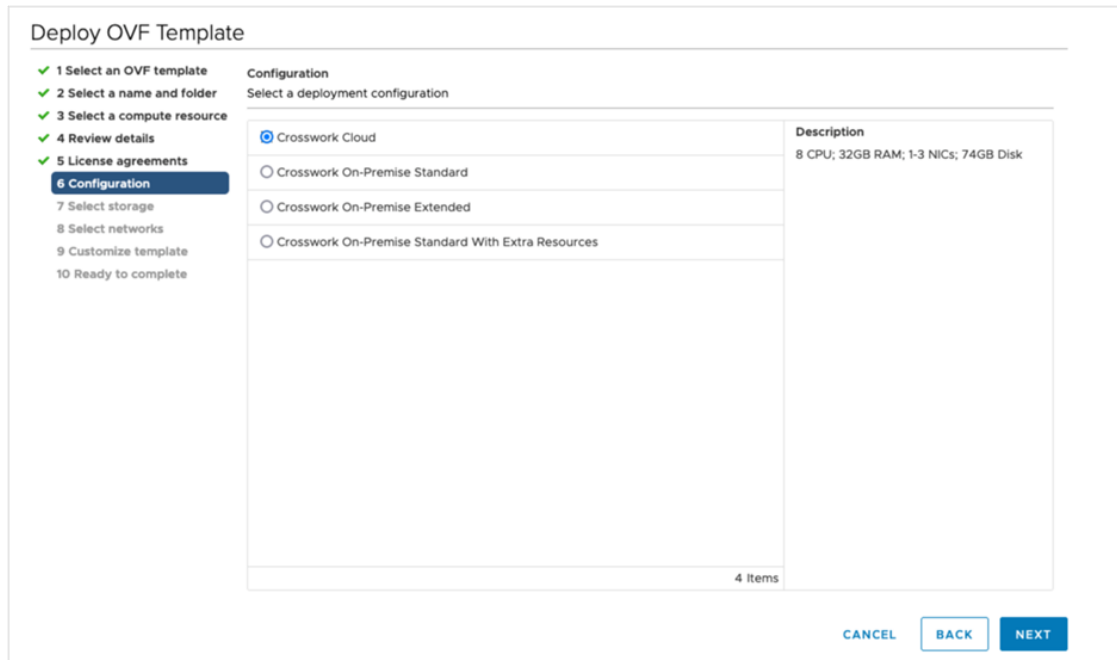 Deploy OVF Template
1 Select an OVF template
2 Select a name and folder
3 Select a compute resource
4 Review details
5 License agreements
6 Configuration
7 Select storage
8 Select networks
9 Customize template
10 Ready to complete
Configuration
Select a deployment configuration
Crosswork Cloud
Crosswork On-Premise Standard
Crosswork On-Premise Extended
Crosswork On-Premise Standard With Extra Resources
4 Items
Description
8 CPU; 32GB RAM; 1-3 NICs; 74GB Disk
CANCEL
BACK
NEXT